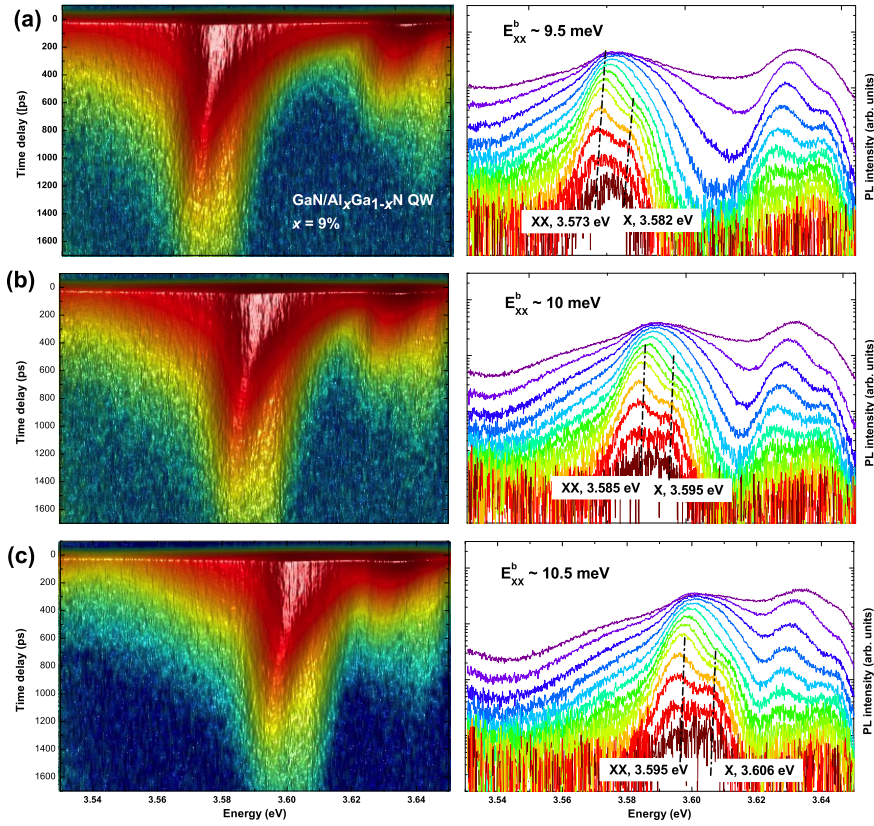 (a)
0
200
400
600
800
1000
1200
1400
1600
Time delay ([ps)
GaN/AlxGa1-xN QW
x = 9%
E^b_XX ~ 9.5 meV
XX, 3.573 eV
X, 3.582 eV
PL intensity (arb. units)
(b)
0
200
400
600
800
1000
1200
1400
1600
Time delay (ps)
E^b_XX ~ 10 meV
XX, 3.585 eV
X, 3.595 eV
PL intensity (arb. units)
(c)
0
200
400
600
800
1000
1200
1400
1600
Time delay (ps)
E^b_XX ~ 10.5 meV
XX, 3.595 eV
X, 3.606 eV
PL intensity (arb. units)
3.54 3.56 3.58 3.60 3.62 3.64
Energy (eV)
3.54 3.56 3.58 3.60 3.62 3.64
Energy (eV)